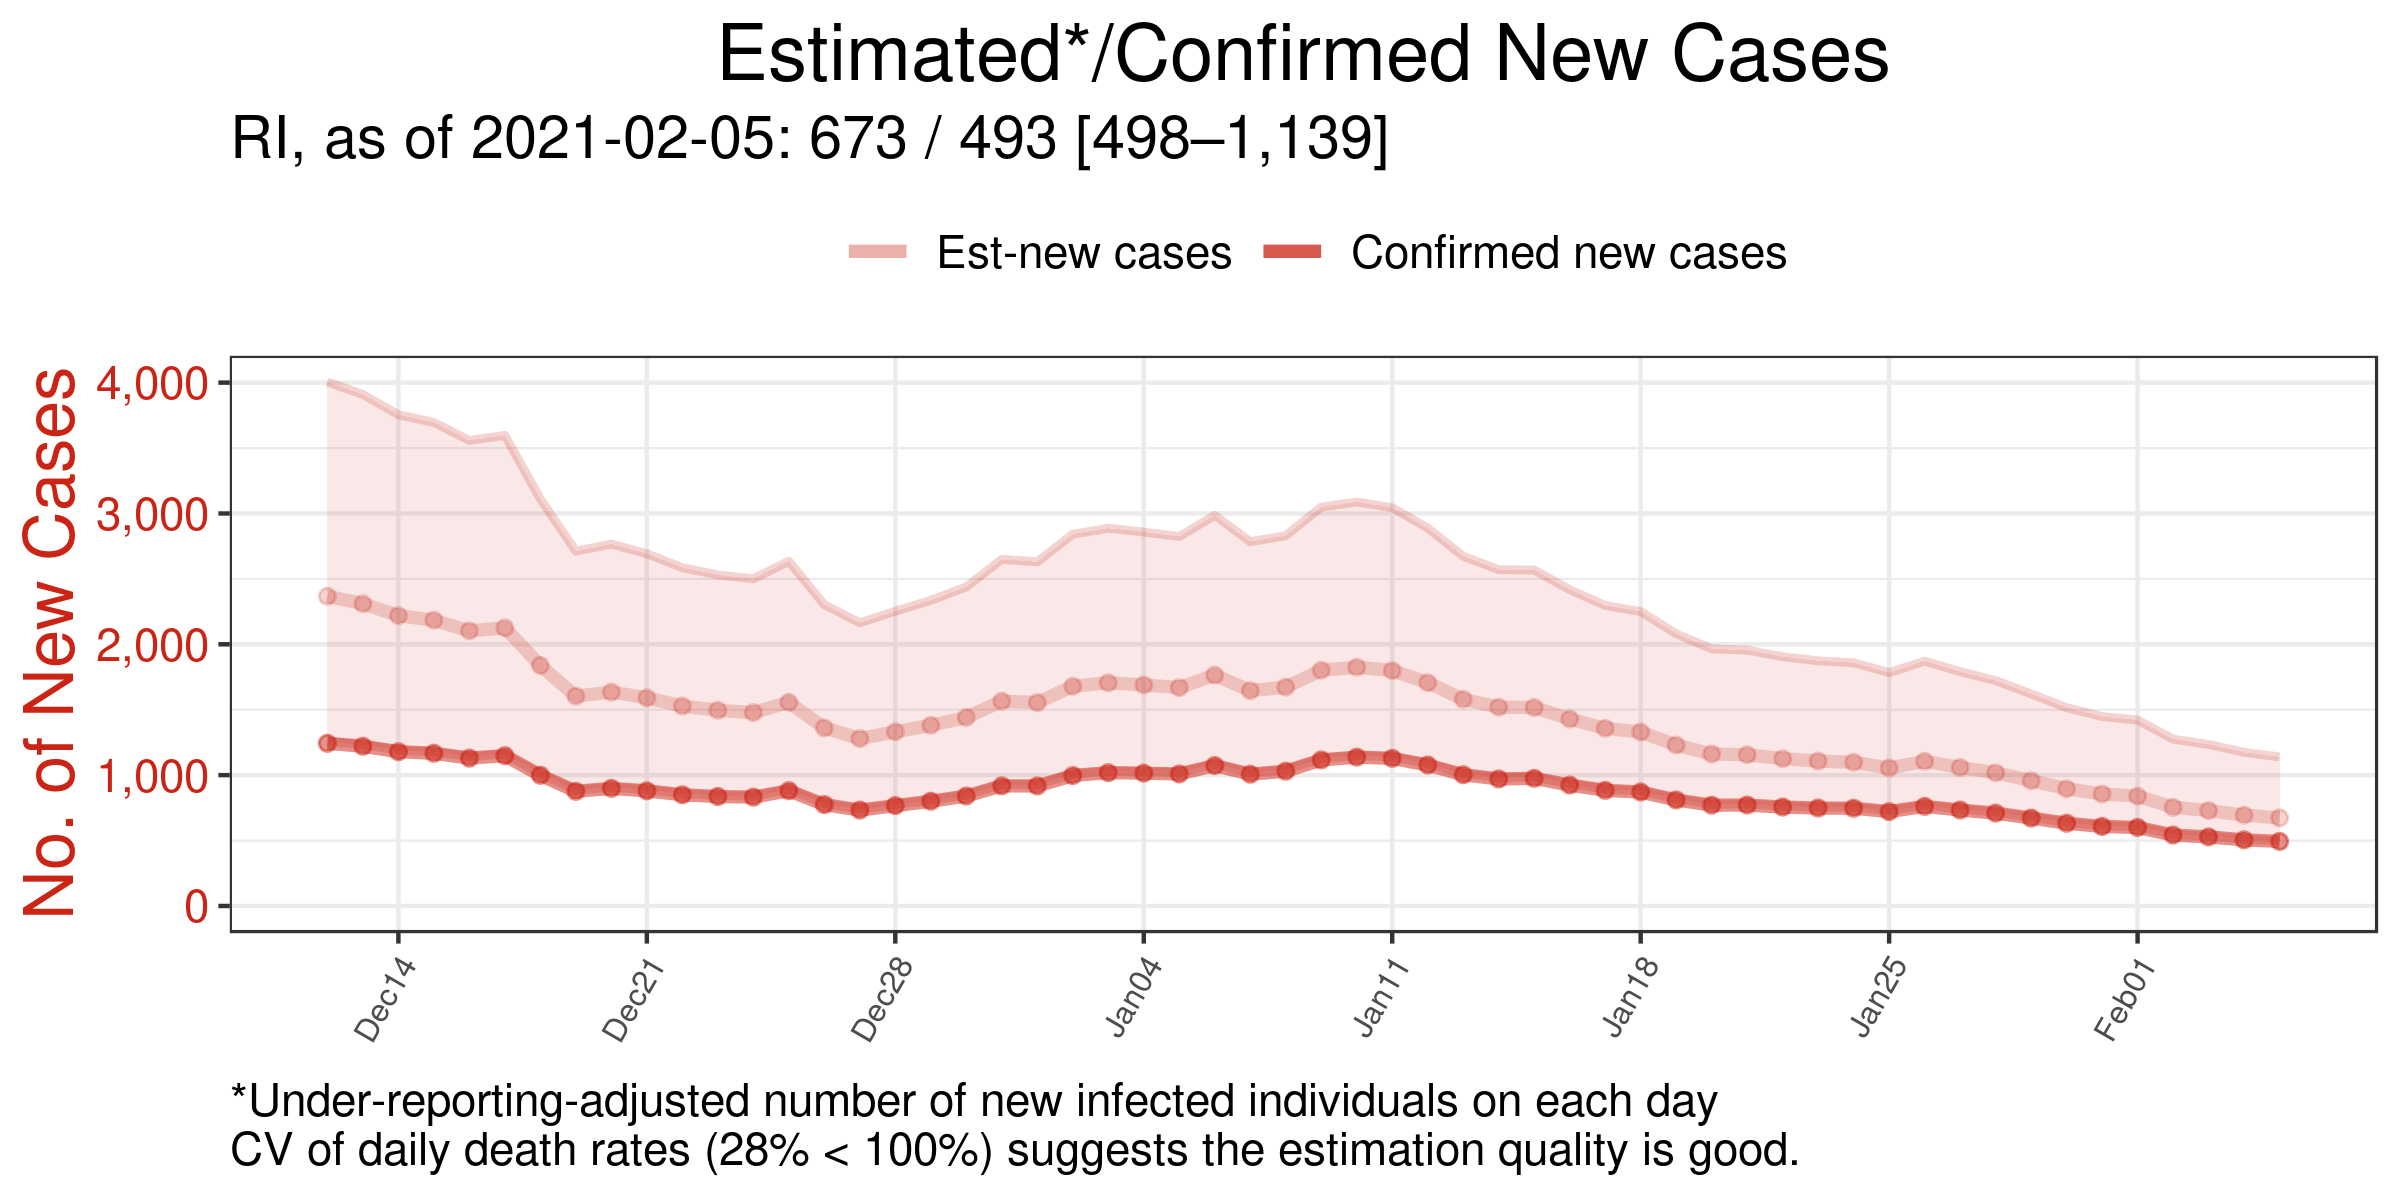 Estimated*/Confirmed New Cases
RI, as of 2021-02-05: 673 / 493 [498–1,139]
Est-new cases
Confirmed new cases
No. of New Cases
4,000
3,000
2,000
1,000
0
Dec14
Dec21
Dec28
Jan04
Jan11
Jan18
Jan25
Feb01
*Under-reporting-adjusted number of new infected individuals on each day
CV of daily death rates (28% < 100%) suggests the estimation quality is good.